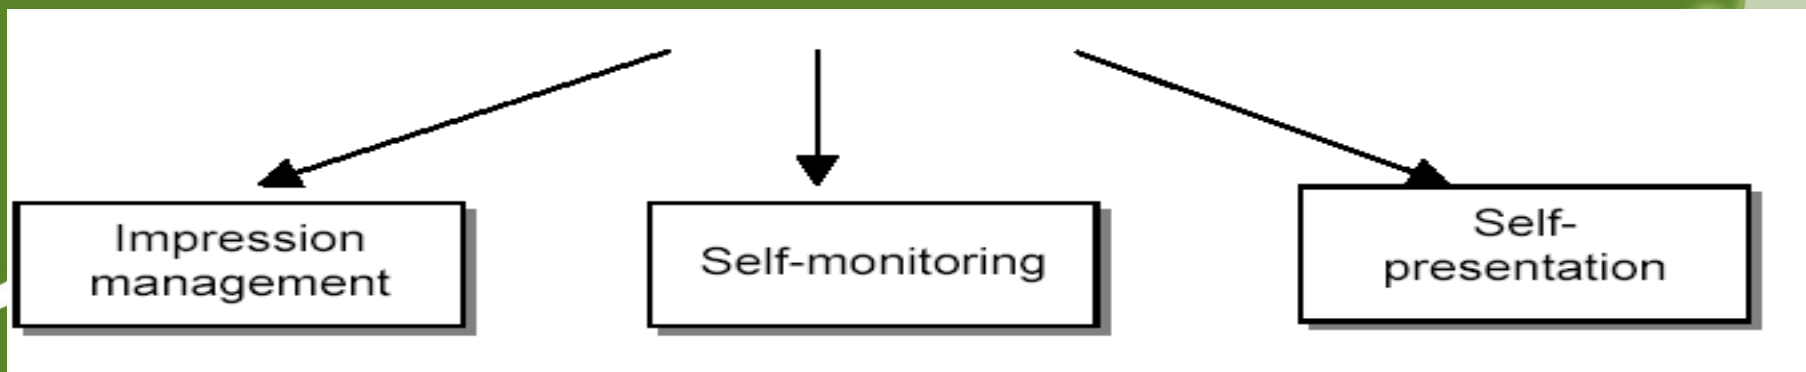 Impression
management
Self-monitoring
Self-
presentation